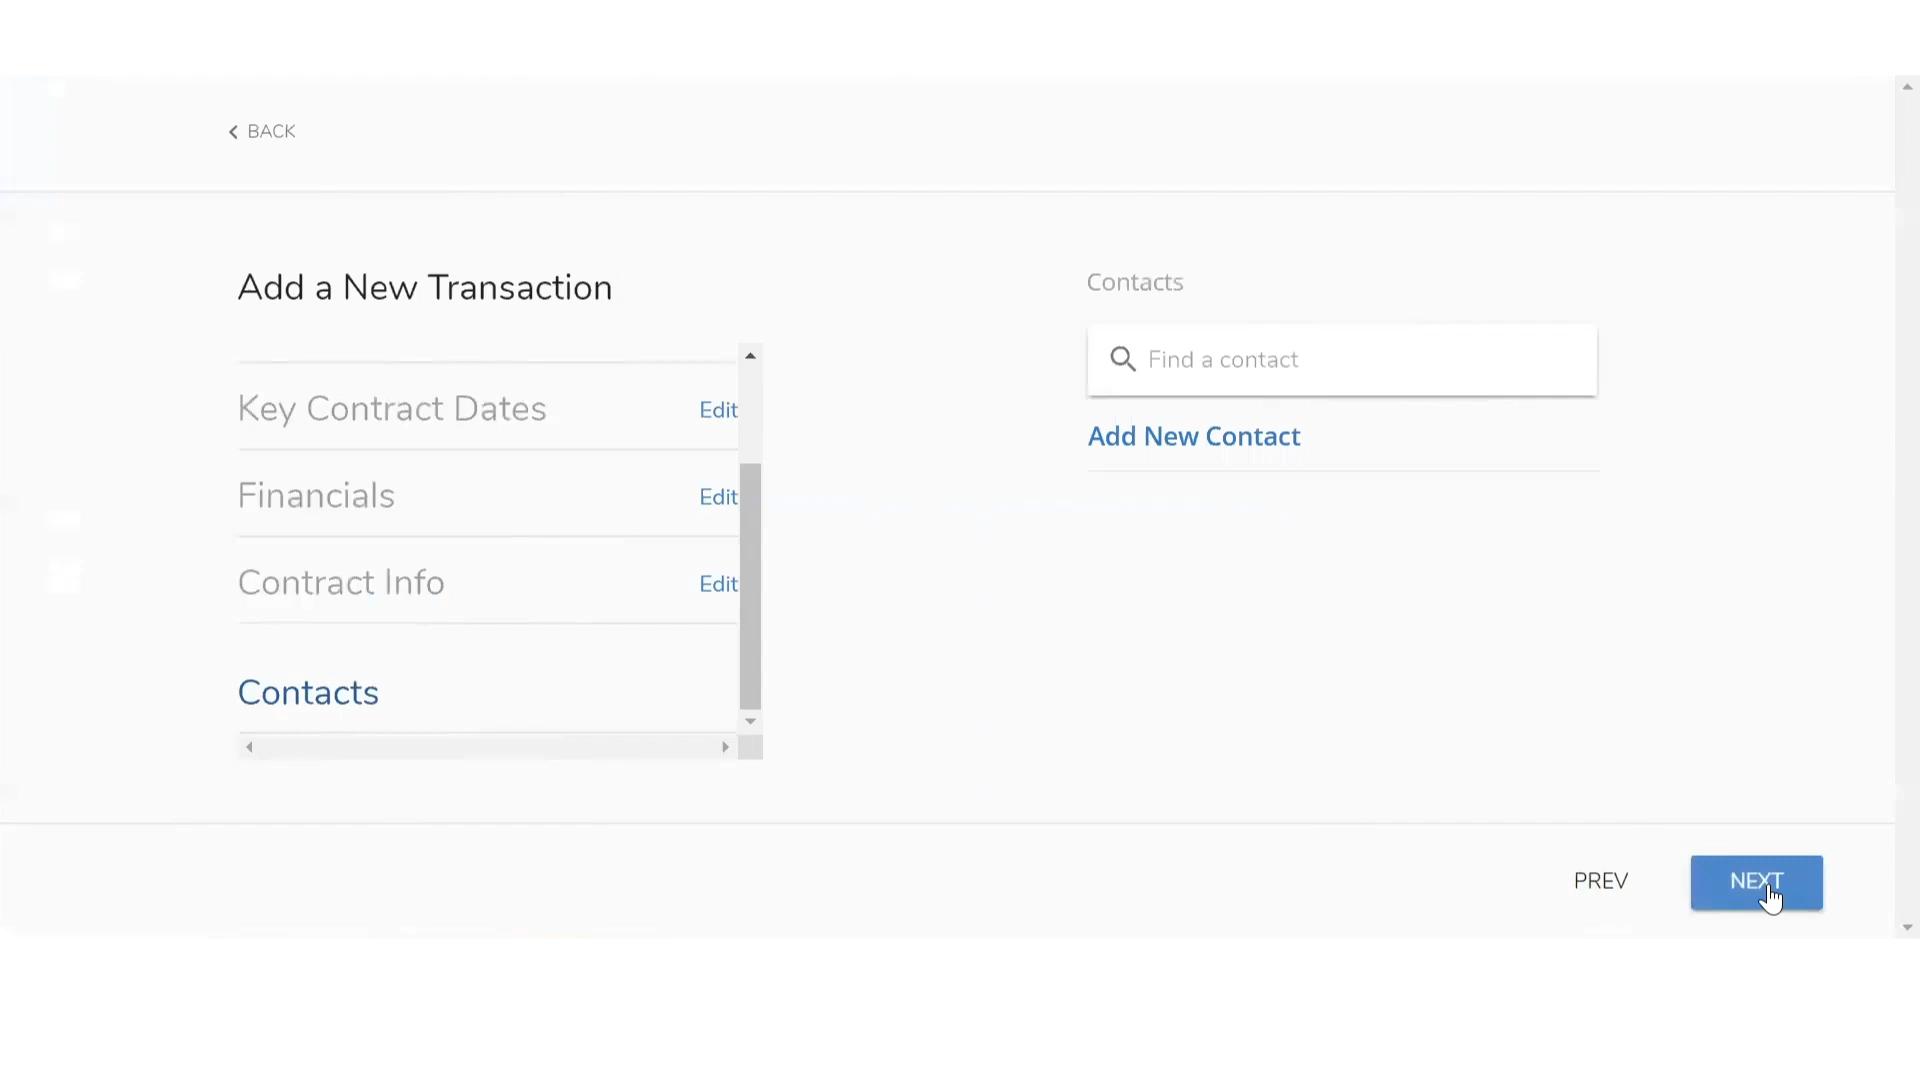 BACK
Add a New Transaction
Key Contract Dates
Edit
Financials
Edit
Contract Info
Edit
Contacts
Contacts
Find a contact
Add New Contact
PREV
NEXT